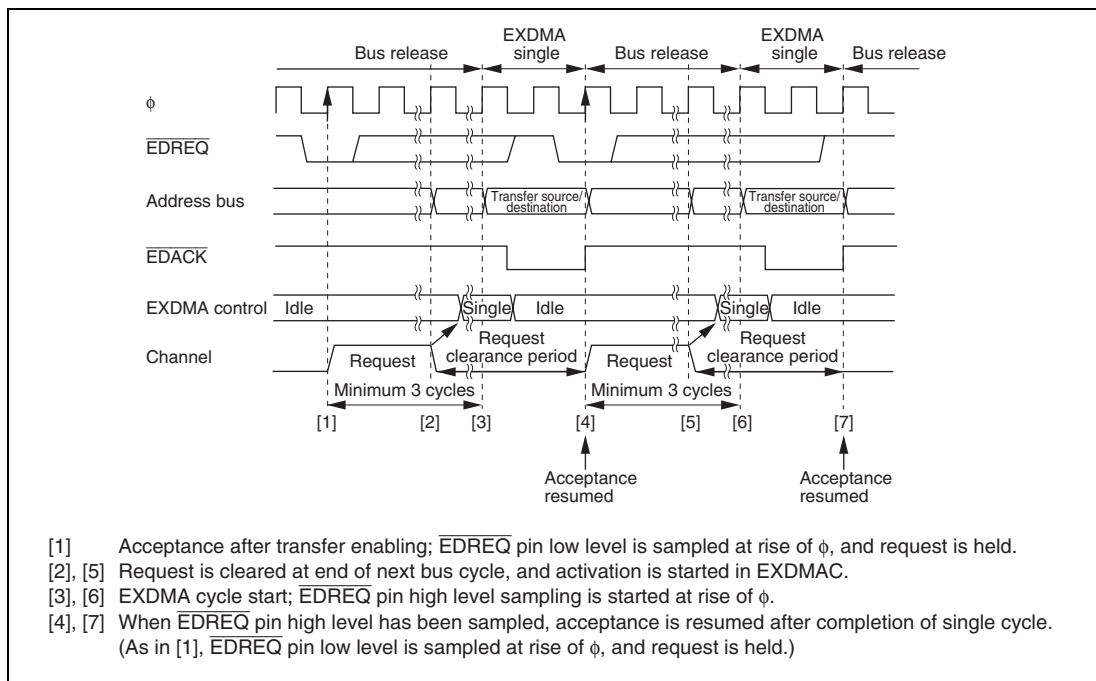 EXDMA EXDMA
Bus release single Bus release single Bus release
ϕ
EDREQ
Address bus Transfer source/ Transfer source/
destination destination
EDACK
EXDMA control Idle Single Idle Single Idle
Request Request
Channel Request clearance period Request clearance period
Minimum 3 cycles Minimum 3 cycles
[1] [2] [3] [4] [5] [6] [7]
Acceptance Acceptance
resumed resumed
[1] Acceptance after transfer enabling; EDREQ pin low level is sampled at rise of ϕ, and request is held.
[2], [5] Request is cleared at end of next bus cycle, and activation is started in EXDMAC.
[3], [6] EXDMA cycle start; EDREQ pin high level sampling is started at rise of ϕ.
[4], [7] When EDREQ pin high level has been sampled, acceptance is resumed after completion of single cycle.
(As in [1], EDREQ pin low level is sampled at rise of ϕ, and request is held.)